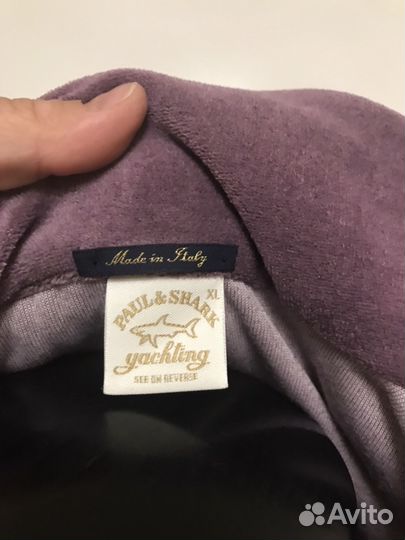 Made in Italy
PAUL & SHARK
XL
yachting
SEE ON REVERSE
Avito